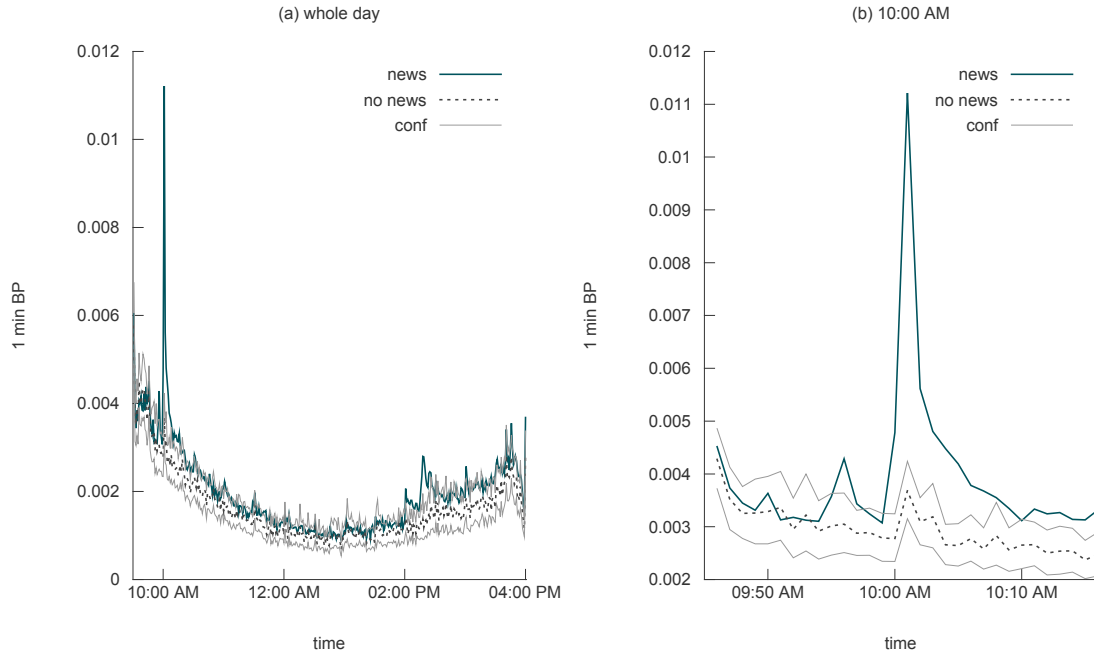 (a) whole day
0.012
0.01
0.008
0.006
0.004
0.002
0
1 min BP
news
no news
conf
10:00 AM
12:00 AM
02:00 PM
04:00 PM
time
(b) 10:00 AM
0.012
0.011
0.01
0.009
0.008
0.007
0.006
0.005
0.004
0.003
0.002
1 min BP
news
no news
conf
09:50 AM
10:00 AM
10:10 AM
time